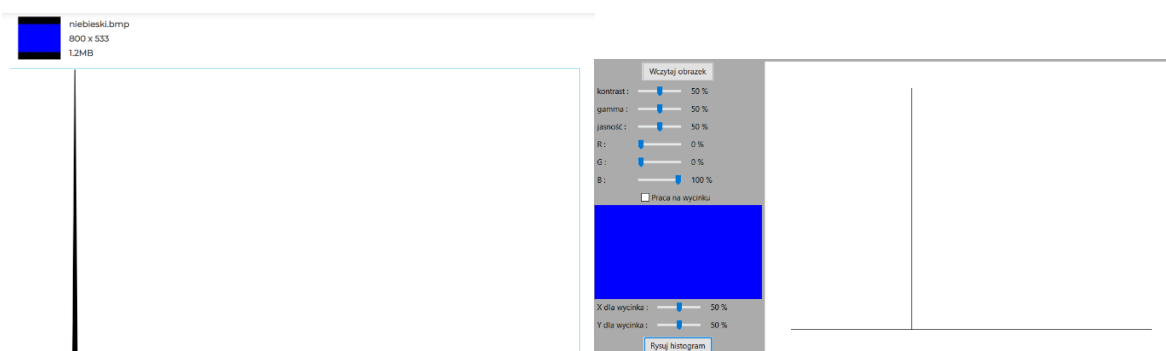 niebieski.bmp
800 x 533
1.2MB
Wczytaj obrazek
kontrast : 50 %
gamma : 50 %
jasność : 50 %
R : 0 %
G : 0 %
B : 100 %
Praca na wycinku
X dla wycinka : 50 %
Y dla wycinka : 50 %
Rysuj histogram